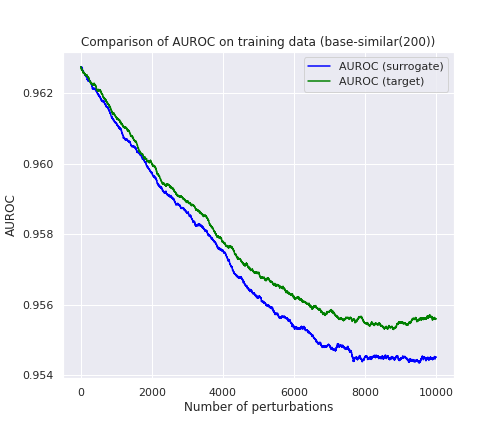 Comparison of AUROC on training data (base-similar(200))
AUROC (surrogate)
AUROC (target)
0.962
0.960
0.958
0.956
0.954
AUROC
0 2000 4000 6000 8000 10000
Number of perturbations